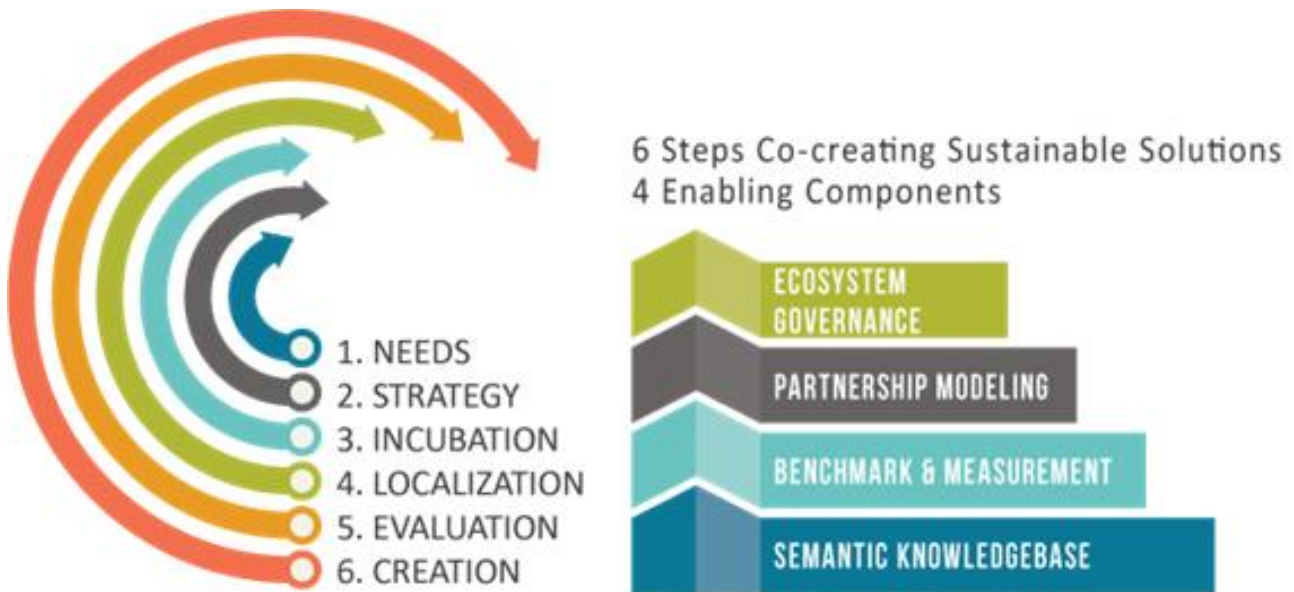 1. NEEDS
2. STRATEGY
3. INCUBATION
4. LOCALIZATION
5. EVALUATION
6. CREATION
6 Steps Co-creating Sustainable Solutions
4 Enabling Components
ECOSYSTEM
GOVERNANCE
PARTNERSHIP MODELING
BENCHMARK & MEASUREMENT
SEMANTIC KNOWLEDGEBASE